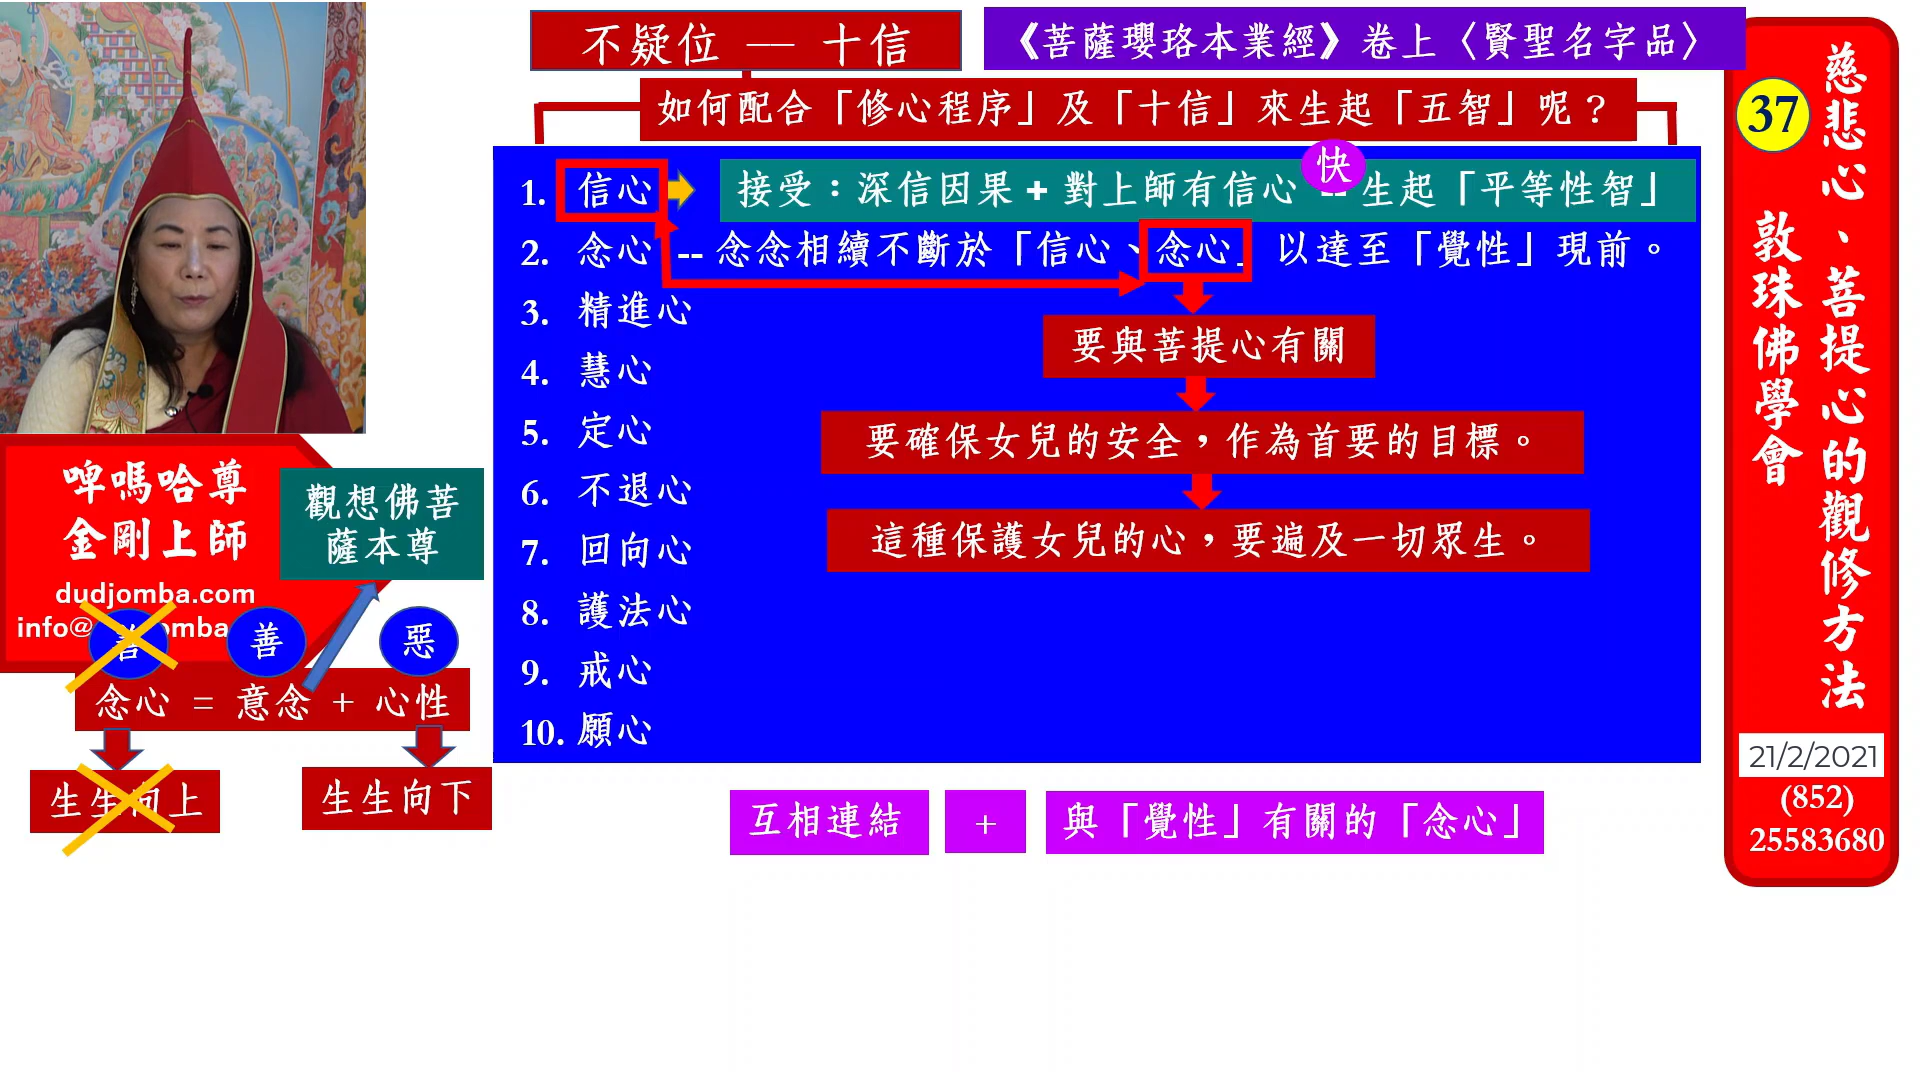 不疑位 — 十信
《菩薩瓔珞本業經》卷上〈賢聖名字品〉
如何配合「修心程序」及「十信」來生起「五智」呢？
1. 信心
接受：深信因果 + 對上師有信心 -- 生起「平等性智」
快
2. 念心 -- 念念相續不斷於「信心、念心」 以達至「覺性」現前。
3. 精進心
4. 慧心
5. 定心
6. 不退心
7. 回向心
8. 護法心
9. 戒心
10. 願心
要與菩提心有關
要確保女兒的安全，作為首要的目標。
這種保護女兒的心，要遍及一切眾生。
互相連結
+
與「覺性」有關的「念心」
啤嗎哈尊
金剛上師
dudjomba.com
觀想佛菩
薩本尊
善
善
惡
念心 = 意念 + 心性
生生向上
生生向下
37
慈悲心、菩提心的觀修方法
敦珠佛學會
21/2/2021
(852)
25583680